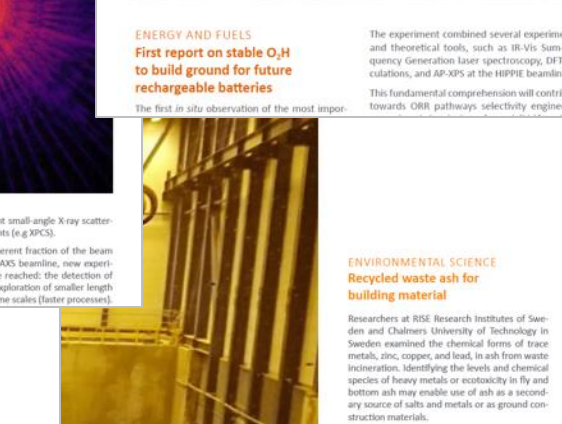 ENERGY AND FUELS
First report on stable O₂H
to build ground for future
rechargeable batteries
The first in situ observation of the most impor-
The experiment combined several experime
and theoretical tools, such as IR-Vis Sum
quency Generation laser spectroscopy, DFT
culations, and AP-XPS at the HIPPIE beamlin
This fundamental comprehension will contri
towards ORR pathways selectivity enginee
t small-angle X-ray scatter-
nts (e.g XPCS).
erent fraction of the beam
AXS beamline, new experi-
e reached: the detection of
xploration of smaller length
me scales (faster processes).
ENVIRONMENTAL SCIENCE
Recycled waste ash for
building material
Researchers at RISE Research Institutes of Swe-
den and Chalmers University of Technology in
Sweden examined the chemical forms of trace
metals, zinc, copper, and lead, in ash from waste
incineration. Identifying the levels and chemical
species of heavy metals or ecotoxicity in fly and
bottom ash may enable use of ash as a second-
ary source of salts and metals or as ground con-
struction materials.